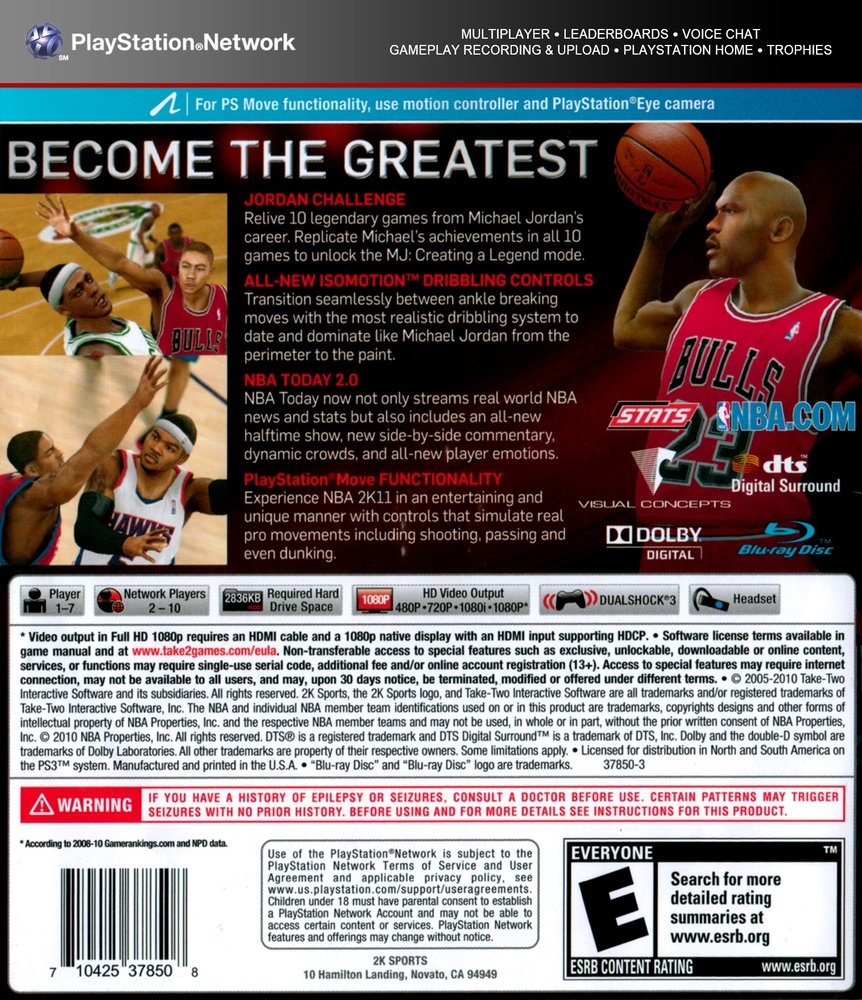 PlayStation®Network
SM
MULTIPLAYER • LEADERBOARDS • VOICE CHAT
GAMEPLAY RECORDING & UPLOAD • PLAYSTATION HOME • TROPHIES
For PS Move functionality, use motion controller and PlayStation®Eye camera
BECOME THE GREATEST
JORDAN CHALLENGE
Relive 10 legendary games from Michael Jordan's
career. Replicate Michael's achievements in all 10
games to unlock the MJ: Creating a Legend mode.
ALL-NEW ISOMOTION™ DRIBBLING CONTROLS
Transition seamlessly between ankle breaking
moves with the most realistic dribbling system to
date and dominate like Michael Jordan from the
perimeter to the paint.
NBA TODAY 2.0
NBA Today now not only streams real world NBA
news and stats but also includes an all-new
halftime show, new side-by-side commentary,
dynamic crowds, and all-new player emotions.
PlayStation®Move FUNCTIONALITY
Experience NBA 2K11 in an entertaining and
unique manner with controls that simulate real
pro movements including shooting, passing and
even dunking.
BULLS
HAWKS
BULLS
23
STATS
NBA.COM
VISUAL CONCEPTS
dts™
Digital Surround
DOLBY
DIGITAL
Blu-ray Disc™
Player
1–7
Network Players
2 – 10
2836KB
HDD
Required Hard
Drive Space
1080P
HD Video Output
480P•720P•1080i•1080P*
DUALSHOCK®3
Headset
* Video output in Full HD 1080p requires an HDMI cable and a 1080p native display with an HDMI input supporting HDCP. • Software license terms available in
game manual and at www.take2games.com/eula. Non-transferable access to special features such as exclusive, unlockable, downloadable or online content,
services, or functions may require single-use serial code, additional fee and/or online account registration (13+). Access to special features may require internet
connection, may not be available to all users, and may, upon 30 days notice, be terminated, modified or offered under different terms. • © 2005-2010 Take-Two
Interactive Software and its subsidiaries. All rights reserved. 2K Sports, the 2K Sports logo, and Take-Two Interactive Software are all trademarks and/or registered trademarks of
Take-Two Interactive Software, Inc. The NBA and individual NBA member team identifications used on or in this product are trademarks, copyrights designs and other forms of
intellectual property of NBA Properties, Inc. and the respective NBA member teams and may not be used, in whole or in part, without the prior written consent of NBA Properties,
Inc. © 2010 NBA Properties, Inc. All rights reserved. DTS® is a registered trademark and DTS Digital Surround™ is a trademark of DTS, Inc. Dolby and the double-D symbol are
trademarks of Dolby Laboratories. All other trademarks are property of their respective owners. Some limitations apply. • Licensed for distribution in North and South America on
the PS3™ system. Manufactured and printed in the U.S.A. • “Blu-ray Disc” and “Blu-ray Disc” logo are trademarks. 37850-3
WARNING
IF YOU HAVE A HISTORY OF EPILEPSY OR SEIZURES, CONSULT A DOCTOR BEFORE USE. CERTAIN PATTERNS MAY TRIGGER
SEIZURES WITH NO PRIOR HISTORY. BEFORE USING AND FOR MORE DETAILS SEE INSTRUCTIONS FOR THIS PRODUCT.
* According to 2008-10 Gamerankings.com and NPD data.
7 10425 37850 8
Use of the PlayStation®Network is subject to the
PlayStation Network Terms of Service and User
Agreement and applicable privacy policy, see
www.us.playstation.com/support/useragreements.
Children under 18 must have parental consent to establish
a PlayStation Network Account and may not be able to
access certain content or services. PlayStation Network
features and offerings may change without notice.
2K SPORTS
10 Hamilton Landing, Novato, CA 94949
EVERYONE ™
E
Search for more
detailed rating
summaries at
www.esrb.org
ESRB CONTENT RATING www.esrb.org